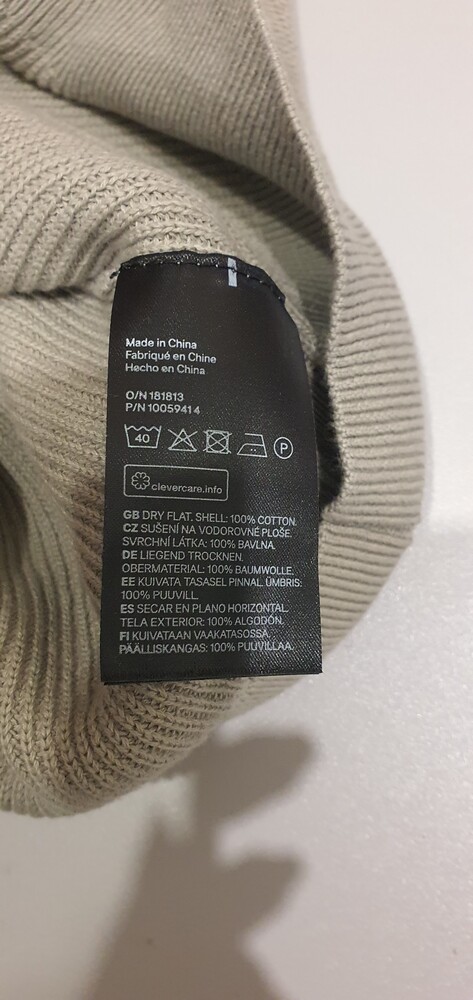 Made in China
Fabriqué en Chine
Hecho en China
O/N 181813
P/N 10059414
40 P
clevercare.info
GB DRY FLAT. SHELL: 100% COTTON.
CZ SUŠENÍ NA VODOROVNÉ PLOŠE.
SVRCHNÍ LÁTKA: 100% BAVLNA.
DE LIEGEND TROCKNEN.
OBERMATERIAL: 100% BAUMWOLLE.
EE KUIVATA TASASEL PINNAL. ÜMBRIS:
100% PUUVILL.
ES SECAR EN PLANO HORIZONTAL.
TELA EXTERIOR: 100% ALGODÓN.
FI KUIVATAAN VAAKATASOSSA.
PÄÄLLISKANGAS: 100% PUUVILLAA.